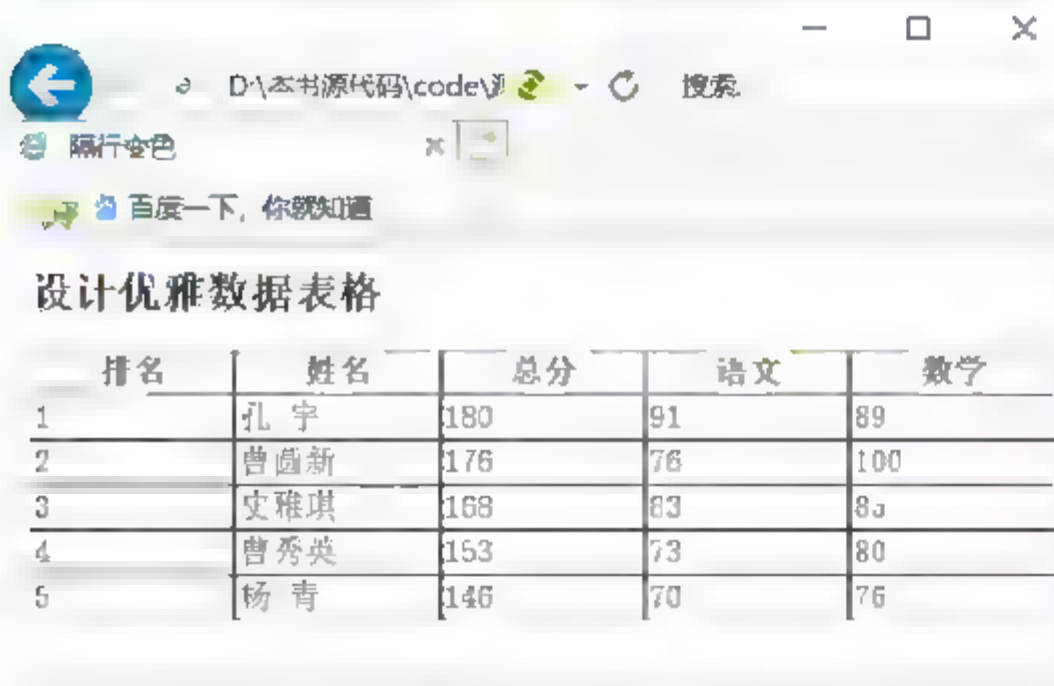 D:\本书源代码\code\ 搜索
隔行变色
百度一下，你就知道
设计优雅数据表格
排名 姓名 总分 语文 数学
1 孔 宇 180 91 89
2 曹圆新 176 76 100
3 史雅琪 168 83
4 曹秀英 153 73 80
5 杨 青 146 70 76